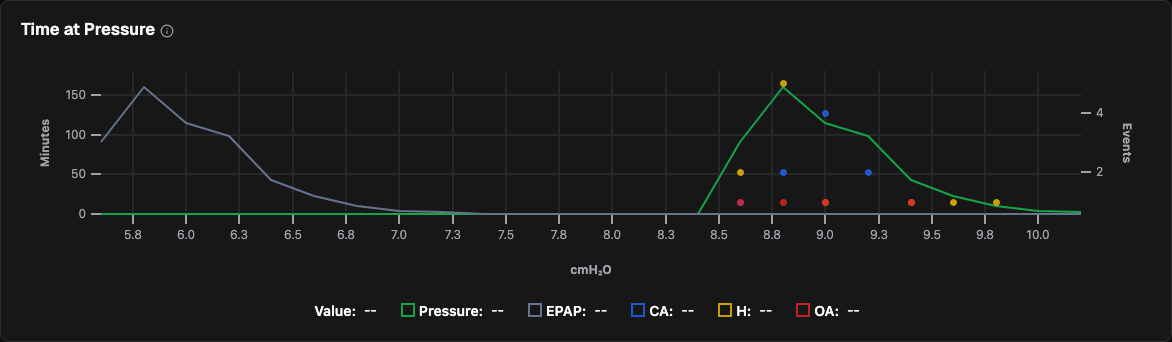 Time at Pressure
Minutes
150
100
50
0
4
2
Events
5.8 6.0 6.3 6.5 6.8 7.0 7.3 7.5 7.8 8.0 8.3 8.5 8.8 9.0 9.3 9.5 9.8 10.0
cmH₂O
Value: -- Pressure: -- EPAP: -- CA: -- H: -- OA: --